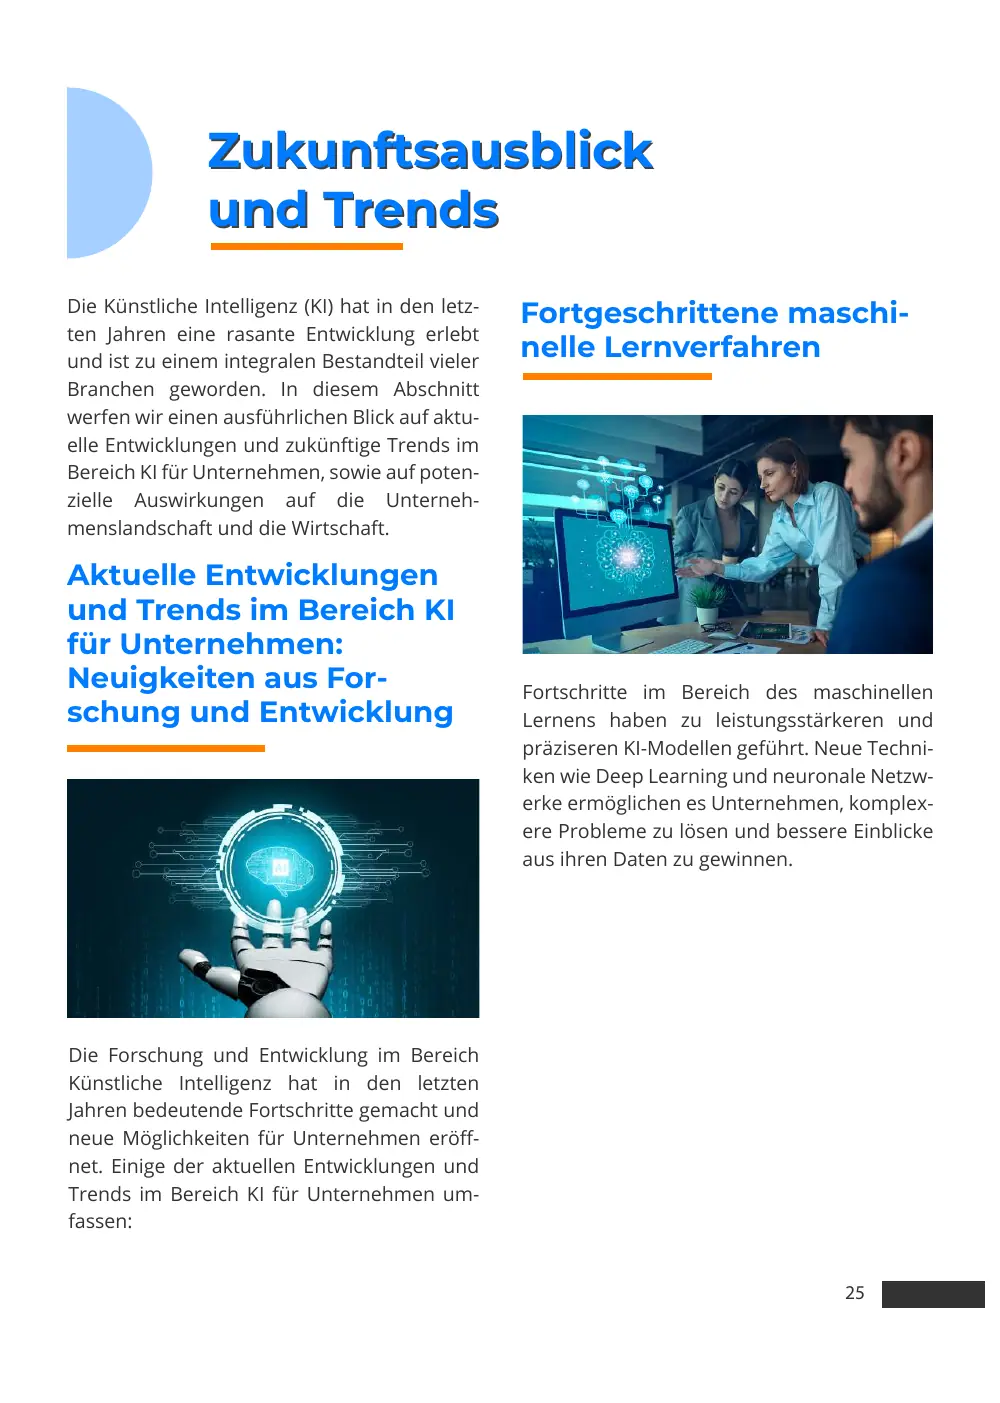 Zukunftsausblick
und Trends
Die Künstliche Intelligenz (KI) hat in den letz-
ten Jahren eine rasante Entwicklung erlebt
und ist zu einem integralen Bestandteil vieler
Branchen geworden. In diesem Abschnitt
werfen wir einen ausführlichen Blick auf aktu-
elle Entwicklungen und zukünftige Trends im
Bereich KI für Unternehmen, sowie auf poten-
zielle Auswirkungen auf die Unterneh-
menslandschaft und die Wirtschaft.
Aktuelle Entwicklungen
und Trends im Bereich KI
für Unternehmen:
Neuigkeiten aus For-
schung und Entwicklung
AI
Die Forschung und Entwicklung im Bereich
Künstliche Intelligenz hat in den letzten
Jahren bedeutende Fortschritte gemacht und
neue Möglichkeiten für Unternehmen eröff-
net. Einige der aktuellen Entwicklungen und
Trends im Bereich KI für Unternehmen um-
fassen:
Fortgeschrittene maschi-
nelle Lernverfahren
Fortschritte im Bereich des maschinellen
Lernens haben zu leistungsstärkeren und
präziseren KI-Modellen geführt. Neue Techni-
ken wie Deep Learning und neuronale Netzw-
erke ermöglichen es Unternehmen, komplex-
ere Probleme zu lösen und bessere Einblicke
aus ihren Daten zu gewinnen.
25